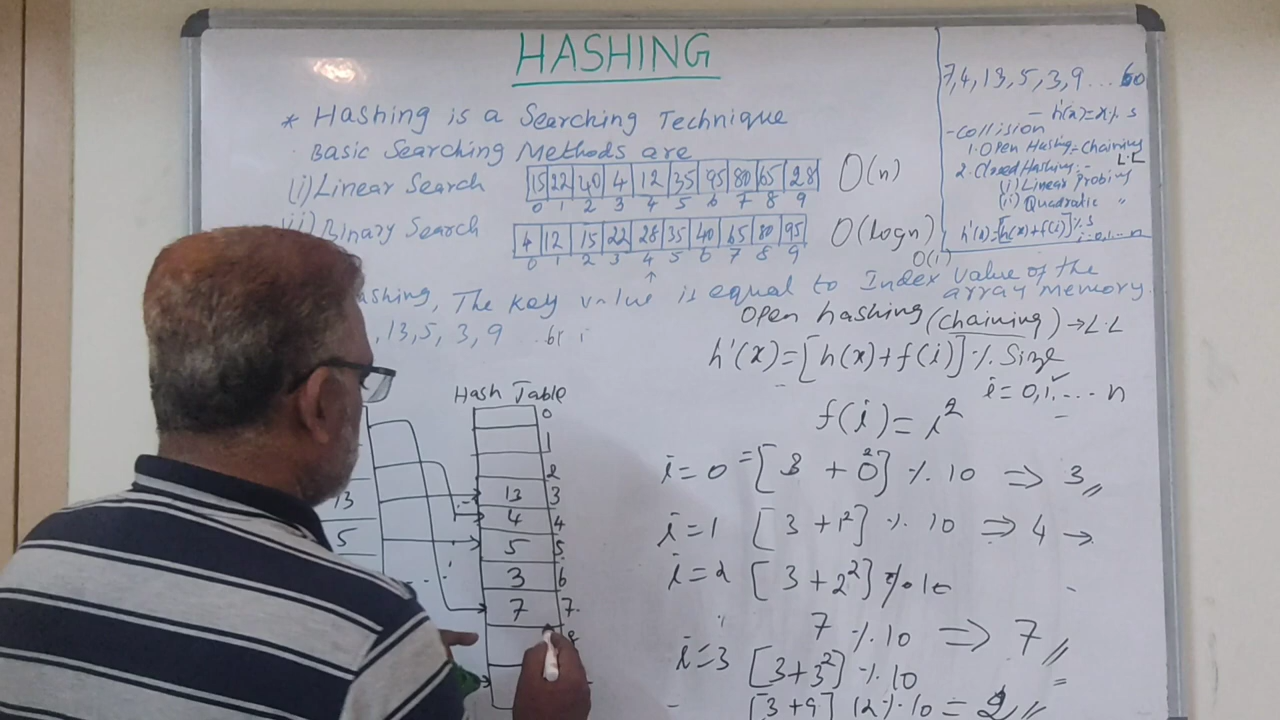 HASHING
* Hashing is a Searching Technique
Basic Searching Methods are
(i) Linear Search
15 22 40 4 12 35 95 80 65 28
0 1 2 3 4 5 6 7 8 9
O(n)
(ii) Binary Search
4 12 15 22 28 35 40 65 80 95
0 1 2 3 4 5 6 7 8 9
↑
O(logn)
O(1)
ashing, The Key value is equal to Index value of the
array memory.
13, 5, 3, 9
7, 4, 13, 5, 3, 9 ... 60
- h(x)=x% s
- Collision
1. Open Hashing - Chaining
L.L
2. Closed Hashing :-
(i) Linear Probing
(ii) Quadratic "
h'(x)=[h(x)+f(i)]% s
i=0,1...n
Open hashing (chaining) → L.L
h'(x)=[h(x)+f(i)] % Size
i = 0,1.... n
f(i) = i²
i=0 =[3 + 0²] % 10 ⇒ 3
i=1 [3 + 1²] % 10 ⇒ 4 →
i=2 [3 + 2²] % 10
7 % 10 ⇒ 7
i=3 [3+3²] % 10
[3+9] 12 % 10 = 2
Hash Table
0
1
2
13 3
4 4
5 5
3 6
7 7
8
13
5